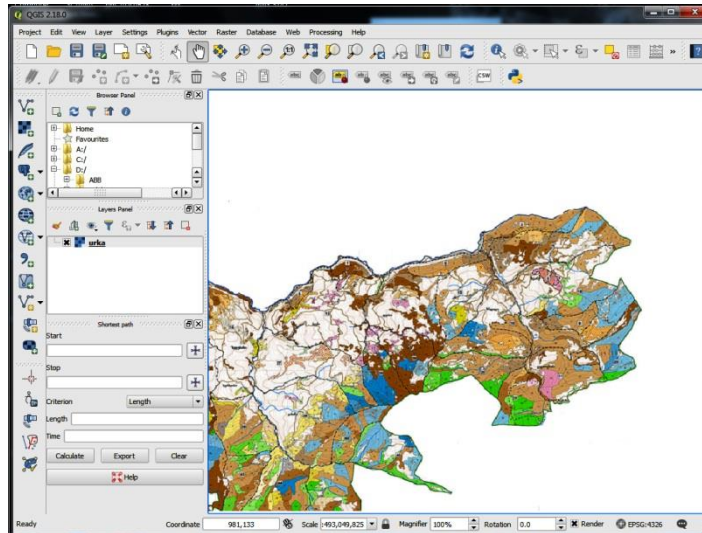 QGIS 2.18.0
Project Edit View Layer Settings Plugins Vector Raster Database Web Processing Help
Browser Panel
Home
Favourites
A:/
C:/
D:/
ABB
Layers Panel
urka
Shortest path
Start
Stop
Criterion Length
Length
Time
Calculate Export Clear
Help
Ready Coordinate 981,133 Scale :493,049,825 Magnifier 100% Rotation 0.0 Render EPSG:4326